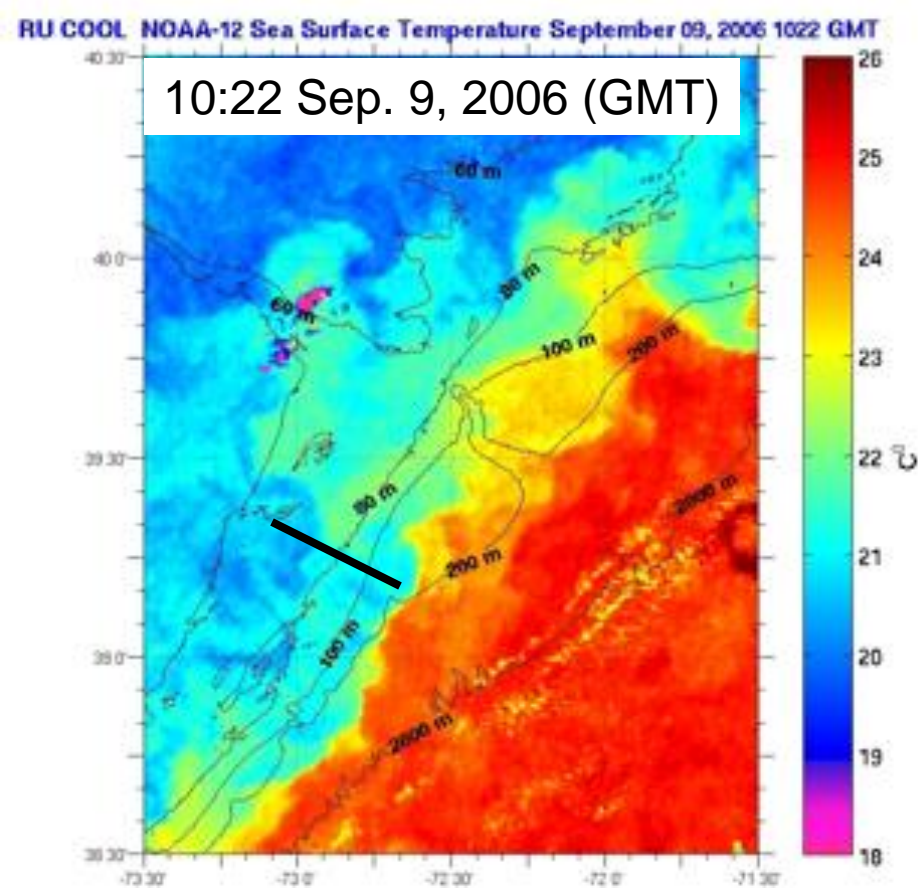 RU COOL NOAA-12 Sea Surface Temperature September 09, 2006 1022 GMT
40 30'
10:22 Sep. 9, 2006 (GMT)
26
60 m
25
40 0'
80 m
24
60 m
100 m
200 m
23
39 30'
22
C°
80 m
2000 m
21
200 m
100 m
39 0'
20
2000 m
19
38 30'
18
-73 30'
-73 0'
-72 30'
-72 0'
-71 30'